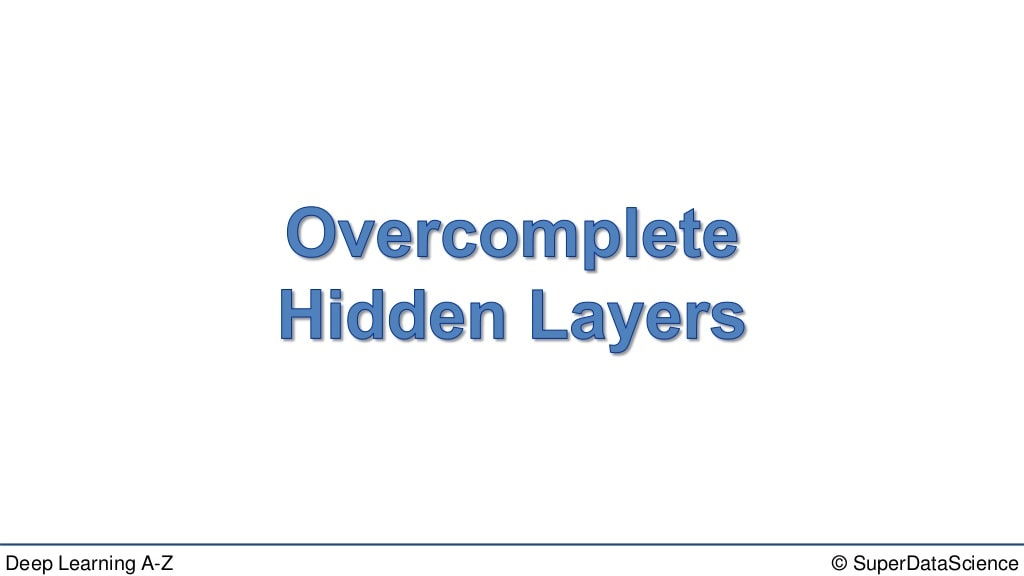 Overcomplete
Hidden Layers
Deep Learning A-Z
© SuperDataScience